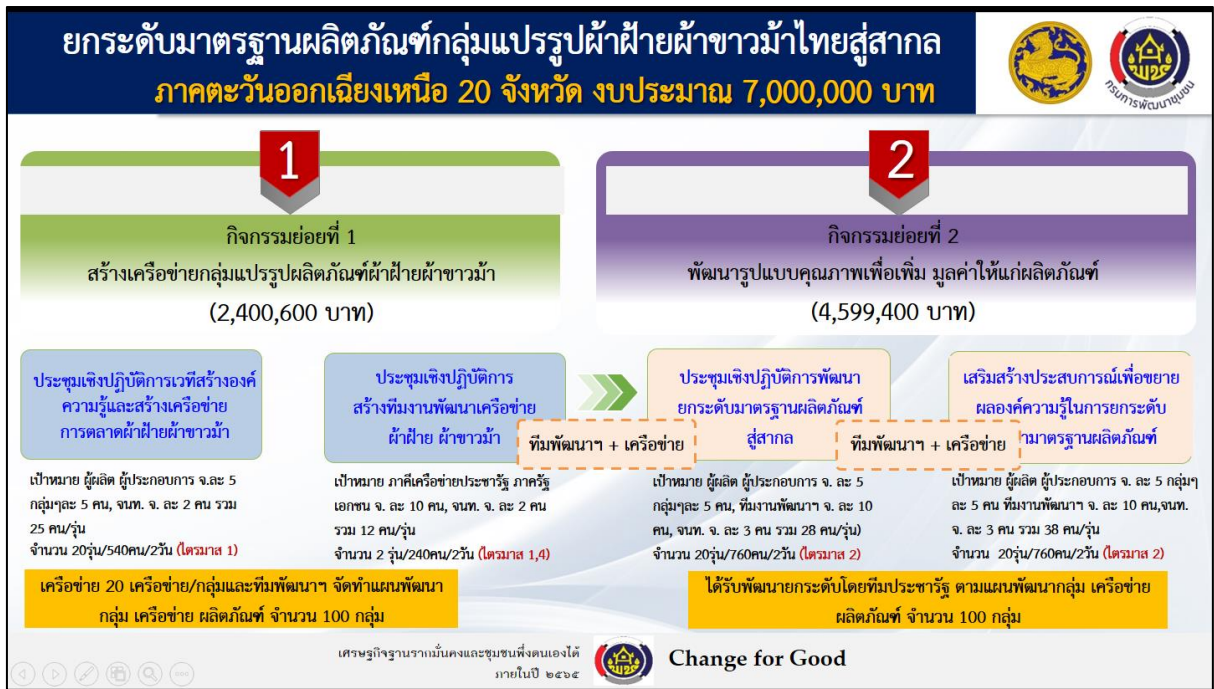 ยกระดับมาตรฐานผลิตภัณฑ์กลุ่มแปรรูปผ้าฝ้ายผ้าขาวม้าไทยสู่สากล
ภาคตะวันออกเฉียงเหนือ 20 จังหวัด งบประมาณ 7,000,000 บาท
พช
กรมการพัฒนาชุมชน
1
กิจกรรมย่อยที่ 1
สร้างเครือข่ายกลุ่มแปรรูปผลิตภัณฑ์ผ้าฝ้ายผ้าขาวม้า
(2,400,600 บาท)
2
กิจกรรมย่อยที่ 2
พัฒนารูปแบบคุณภาพเพื่อเพิ่ม มูลค่าให้แก่ผลิตภัณฑ์
(4,599,400 บาท)
ประชุมเชิงปฏิบัติการเวทีสร้างองค์
ความรู้และสร้างเครือข่าย
การตลาดผ้าฝ้ายผ้าขาวม้า
เป้าหมาย ผู้ผลิต ผู้ประกอบการ จ.ละ 5
กลุ่มๆละ 5 คน, จนท. จ. ละ 2 คน รวม
25 คน/รุ่น
จำนวน 20รุ่น/540คน/2วัน (ไตรมาส 1)
ประชุมเชิงปฏิบัติการ
สร้างทีมงานพัฒนาเครือข่าย
ผ้าฝ้าย ผ้าขาวม้า
เป้าหมาย ภาคีเครือข่ายประชารัฐ ภาครัฐ
เอกชน จ. ละ 10 คน, จนท. จ. ละ 2 คน
รวม 12 คน/รุ่น
จำนวน 2 รุ่น/240คน/2วัน (ไตรมาส 1,4)
ทีมพัฒนาฯ + เครือข่าย
ประชุมเชิงปฏิบัติการพัฒนา
ยกระดับมาตรฐานผลิตภัณฑ์
สู่สากล
เป้าหมาย ผู้ผลิต ผู้ประกอบการ จ. ละ 5
กลุ่มๆละ 5 คน, ทีมงานพัฒนาฯ จ. ละ 10
คน, จนท. จ. ละ 3 คน รวม 28 คน/รุ่น)
จำนวน 20รุ่น/760คน/2วัน (ไตรมาส 2)
ทีมพัฒนาฯ + เครือข่าย
เสริมสร้างประสบการณ์เพื่อขยาย
ผลองค์ความรู้ในการยกระดับ
ามาตรฐานผลิตภัณฑ์
เป้าหมาย ผู้ผลิต ผู้ประกอบการ จ. ละ 5 กลุ่มๆ
ละ 5 คน ทีมงานพัฒนาฯ จ. ละ 10 คน,จนท.
จ. ละ 3 คน รวม 38 คน/รุ่น
จำนวน 20รุ่น/760คน/2วัน (ไตรมาส 2)
เครือข่าย 20 เครือข่าย/กลุ่มและทีมพัฒนาฯ จัดทำแผนพัฒนา
กลุ่ม เครือข่าย ผลิตภัณฑ์ จำนวน 100 กลุ่ม
ได้รับพัฒนายกระดับโดยทีมประชารัฐ ตามแผนพัฒนากลุ่ม เครือข่าย
ผลิตภัณฑ์ จำนวน 100 กลุ่ม
เศรษฐกิจฐานรากมั่นคงและชุมชนพึ่งตนเองได้
ภายในปี ๒๕๖๕
พช
Change for Good